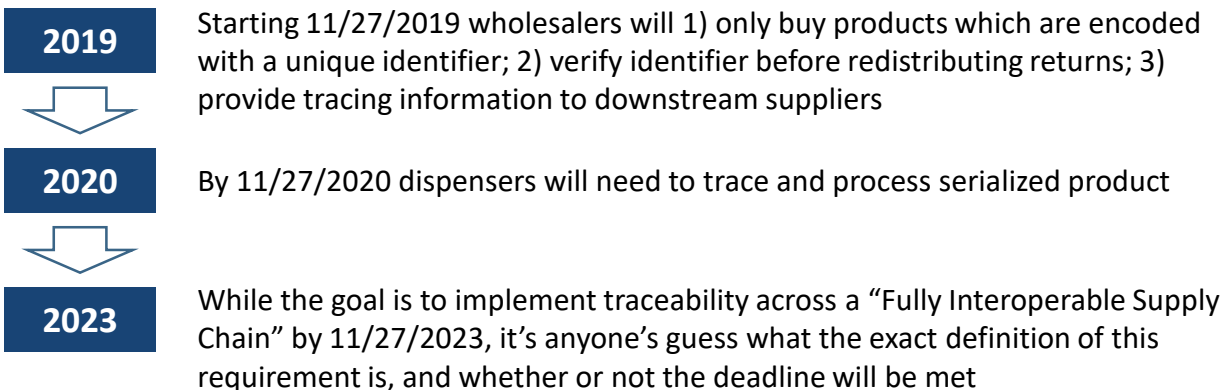 2019
Starting 11/27/2019 wholesalers will 1) only buy products which are encoded
with a unique identifier; 2) verify identifier before redistributing returns; 3)
provide tracing information to downstream suppliers
2020
By 11/27/2020 dispensers will need to trace and process serialized product
2023
While the goal is to implement traceability across a “Fully Interoperable Supply
Chain” by 11/27/2023, it’s anyone’s guess what the exact definition of this
requirement is, and whether or not the deadline will be met